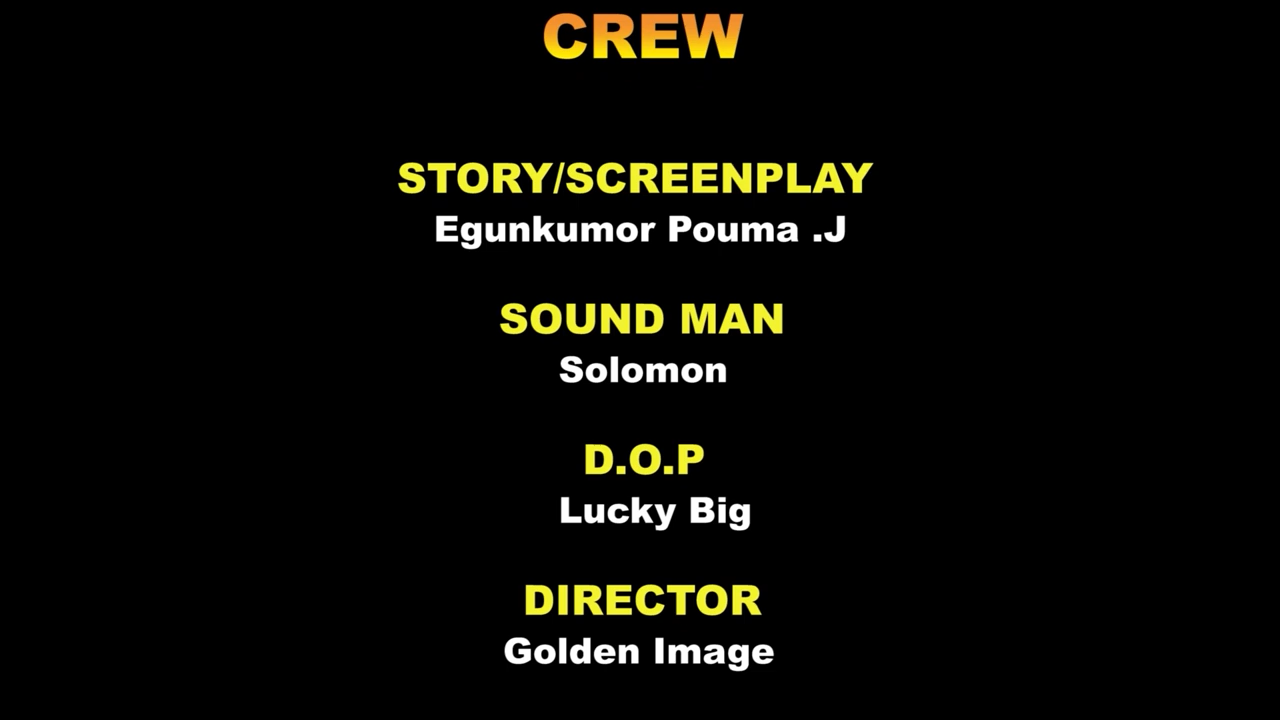 CREW
STORY/SCREENPLAY
Egunkumor Pouma .J
SOUND MAN
Solomon
D.O.P
Lucky Big
DIRECTOR
Golden Image